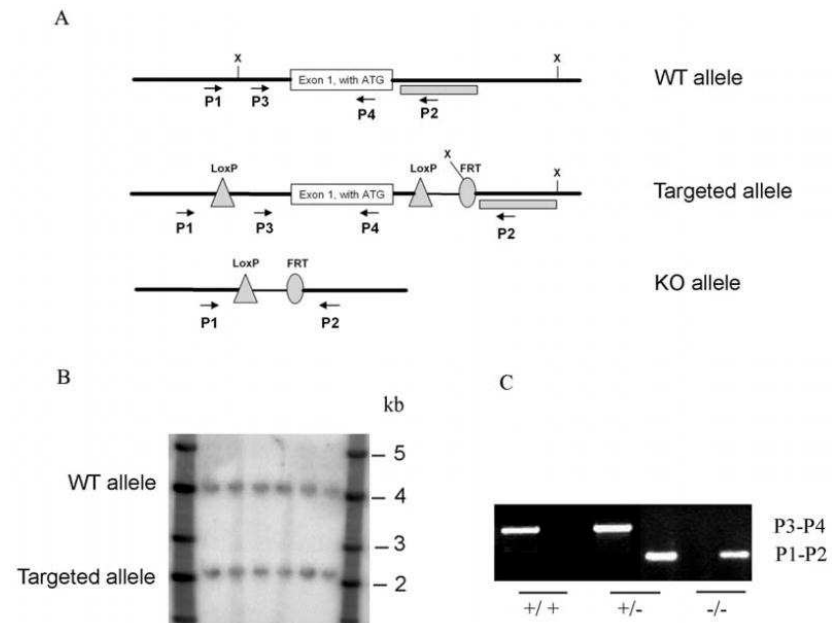 A
X
X
Exon 1, with ATG
WT allele
P1
P3
P4
P2
LoxP
LoxP
X
FRT
X
Exon 1, with ATG
Targeted allele
P1
P3
P4
P2
LoxP
FRT
KO allele
P1
P2
B
kb
WT allele
5
4
3
Targeted allele
2
C
P3-P4
P1-P2
+/+
+/-
-/-